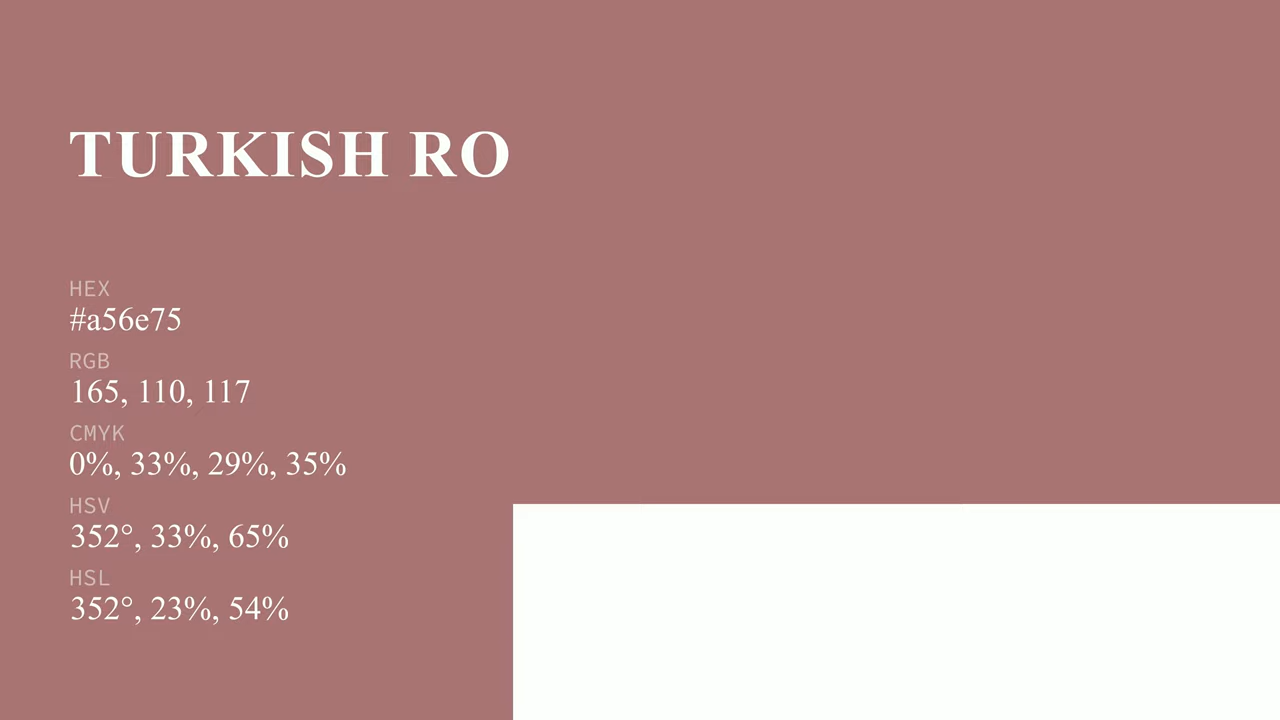 TURKISH RO
HEX
#a56e75
RGB
165, 110, 117
CMYK
0%, 33%, 29%, 35%
HSV
352°, 33%, 65%
HSL
352°, 23%, 54%